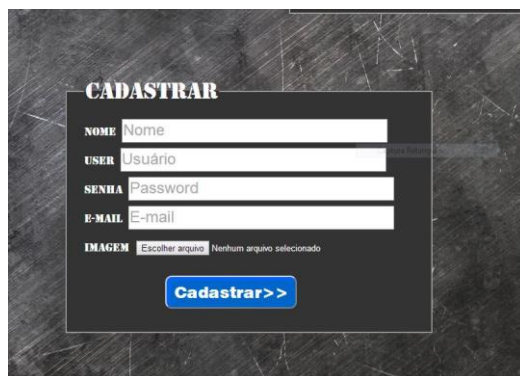 CADASTRAR
NOME Nome
USER Usuário
SENHA Password
E-MAIL E-mail
IMAGEM Escolher arquivo Nenhum arquivo selecionado
Cadastrar>>